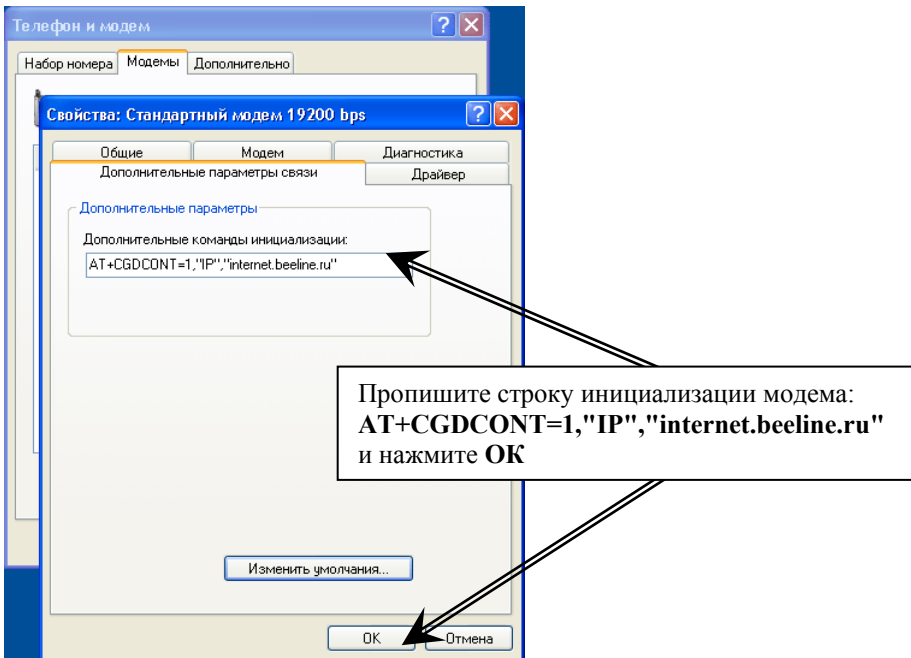 Телефон и модем
Набор номера Модемы Дополнительно
Свойства: Стандартный модем 19200 bps
Общие Модем Диагностика
Дополнительные параметры связи Драйвер
Дополнительные параметры
Дополнительные команды инициализации:
AT+CGDCONT=1,"IP","internet.beeline.ru"
Пропишите строку инициализации модема:
AT+CGDCONT=1,"IP","internet.beeline.ru"
и нажмите ОК
Изменить умолчания...
ОК Отмена